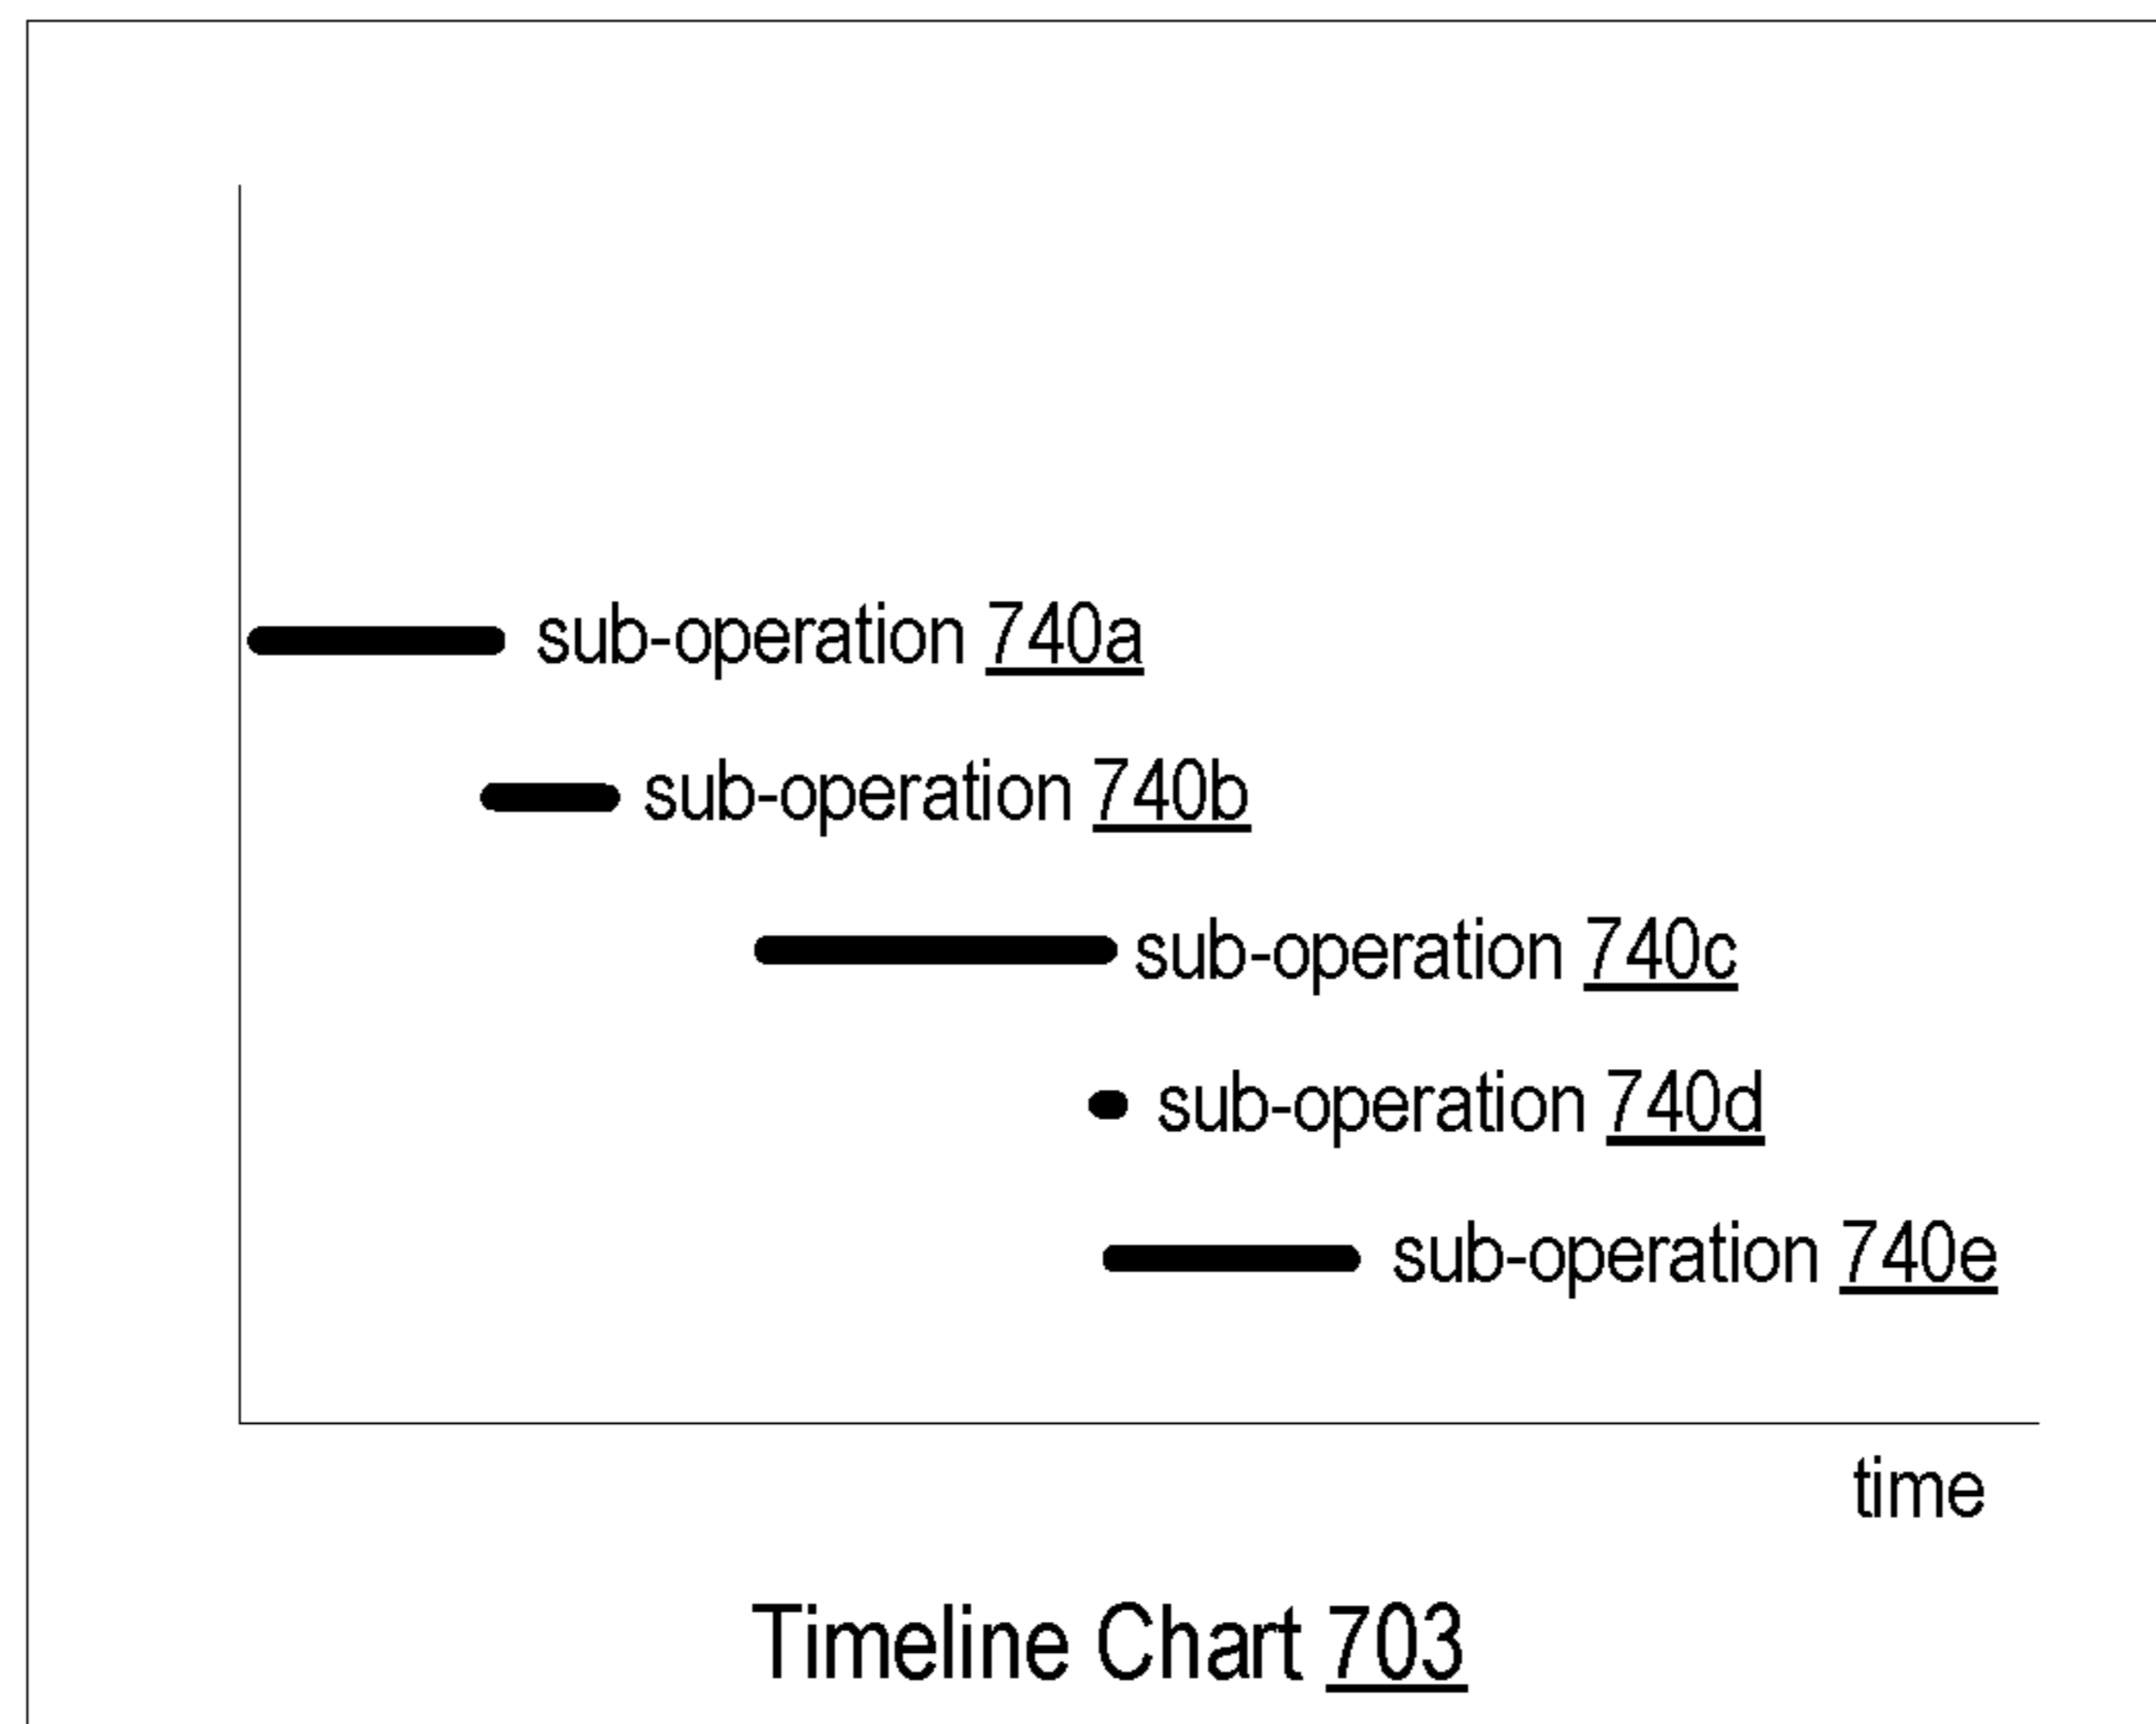 sub-operation 740a
sub-operation 740b
sub-operation 740c
sub-operation 740d
sub-operation 740e
time
Timeline Chart 703